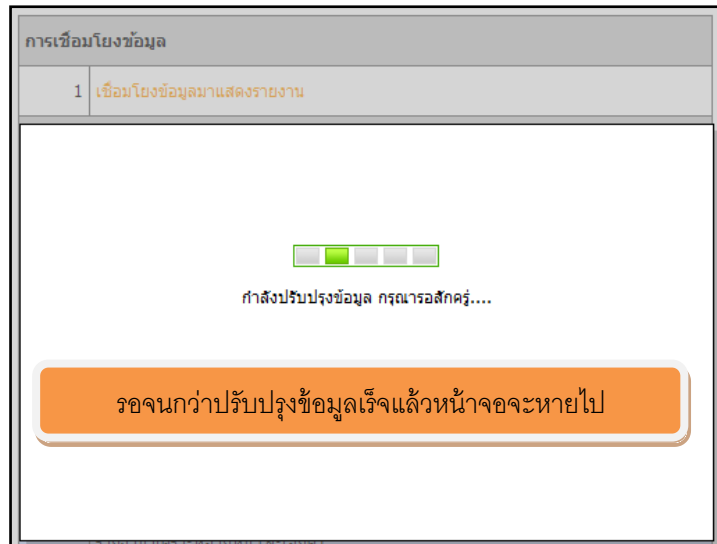 การเชื่อมโยงข้อมูล
1 เชื่อมโยงข้อมูลมาแสดงรายงาน
กำลังปรับปรุงข้อมูล กรุณารอสักครู่....
รอจนกว่าปรับปรุงข้อมูลเร็จแล้วหน้าจอจะหายไป